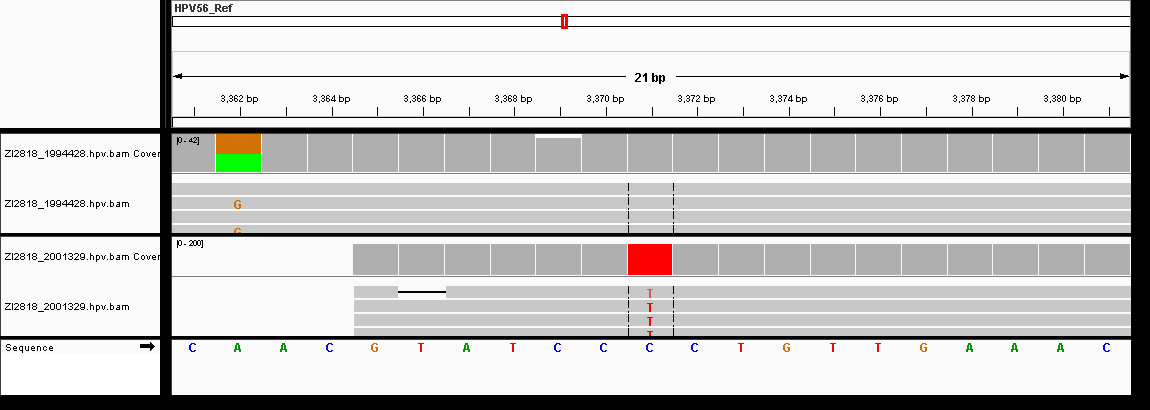 HPV56_Ref
21 bp
3,362 bp 3,364 bp 3,366 bp 3,368 bp 3,370 bp 3,372 bp 3,374 bp 3,376 bp 3,378 bp 3,380 bp
[0 - 42]
ZI2818_1994428.hpv.bam Cover
ZI2818_1994428.hpv.bam
G
G
[0 - 200]
ZI2818_2001329.hpv.bam Cover
T
ZI2818_2001329.hpv.bam T
T
T
Sequence C A A C G T A T C C C C T G T T G A A A C